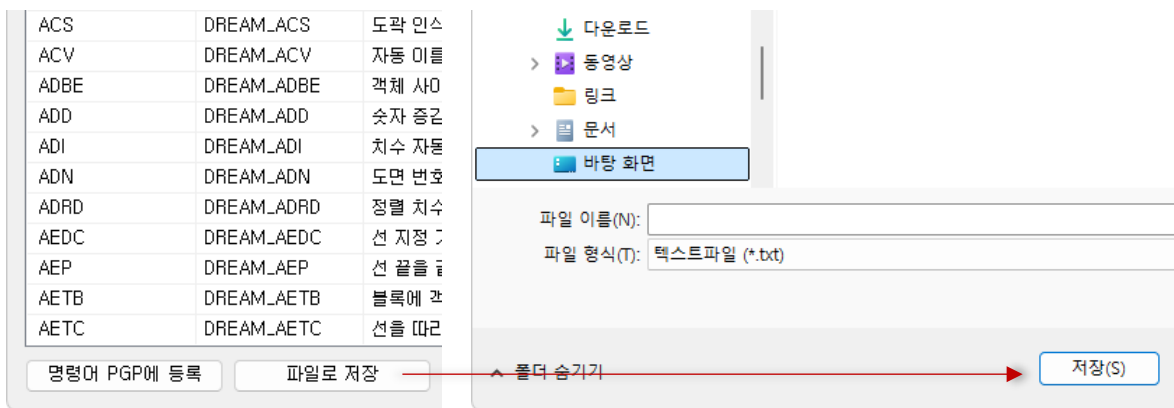 ACS DREAM_ACS 도곽 인식
ACV DREAM_ACV 자동 이름
ADBE DREAM_ADBE 객체 사이
ADD DREAM_ADD 숫자 증감
ADI DREAM_ADI 치수 자동
ADN DREAM_ADN 도면 번호
ADRD DREAM_ADRD 정렬 치수
AEDC DREAM_AEDC 선 지정
AEP DREAM_AEP 선 끝을
AETB DREAM_AETB 블록에 객
AETC DREAM_AETC 선을 따라
명령어 PGP에 등록 파일로 저장
다운로드
동영상
링크
문서
바탕 화면
파일 이름(N):
파일 형식(T): 텍스트파일 (*.txt)
폴더 숨기기
저장(S)